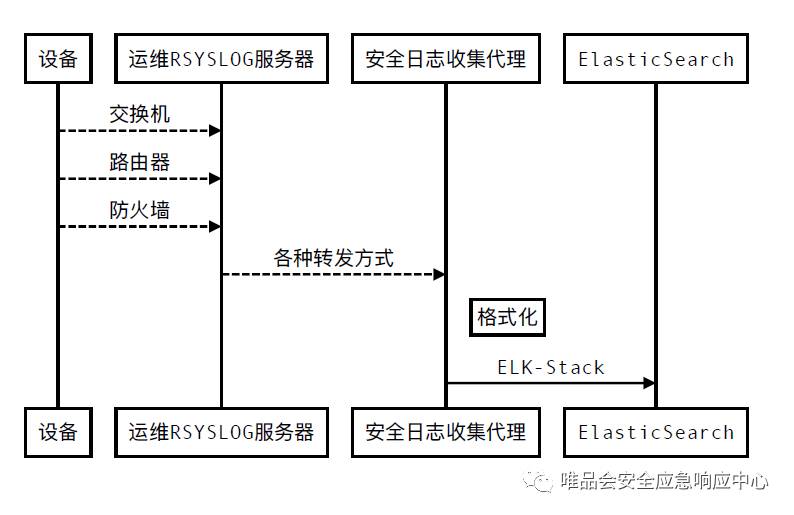 设备 运维RSYSLOG服务器 安全日志收集代理 ElasticSearch
交换机
路由器
防火墙
各种转发方式
格式化
ELK-Stack
设备 运维RSYSLOG服务器 安全日志收集代理 ElasticSearch
唯品会安全应急响应中心